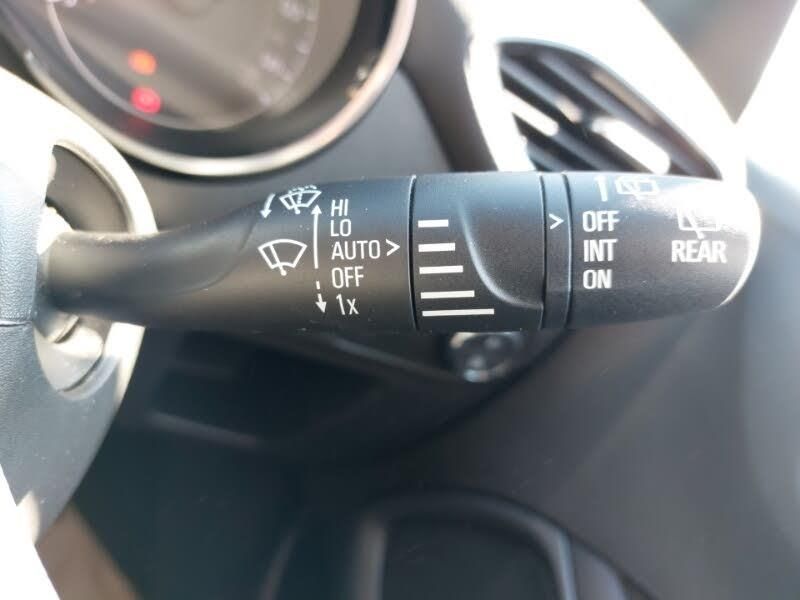 HI
LO
AUTO >
OFF
1x
>
OFF
INT
ON
REAR